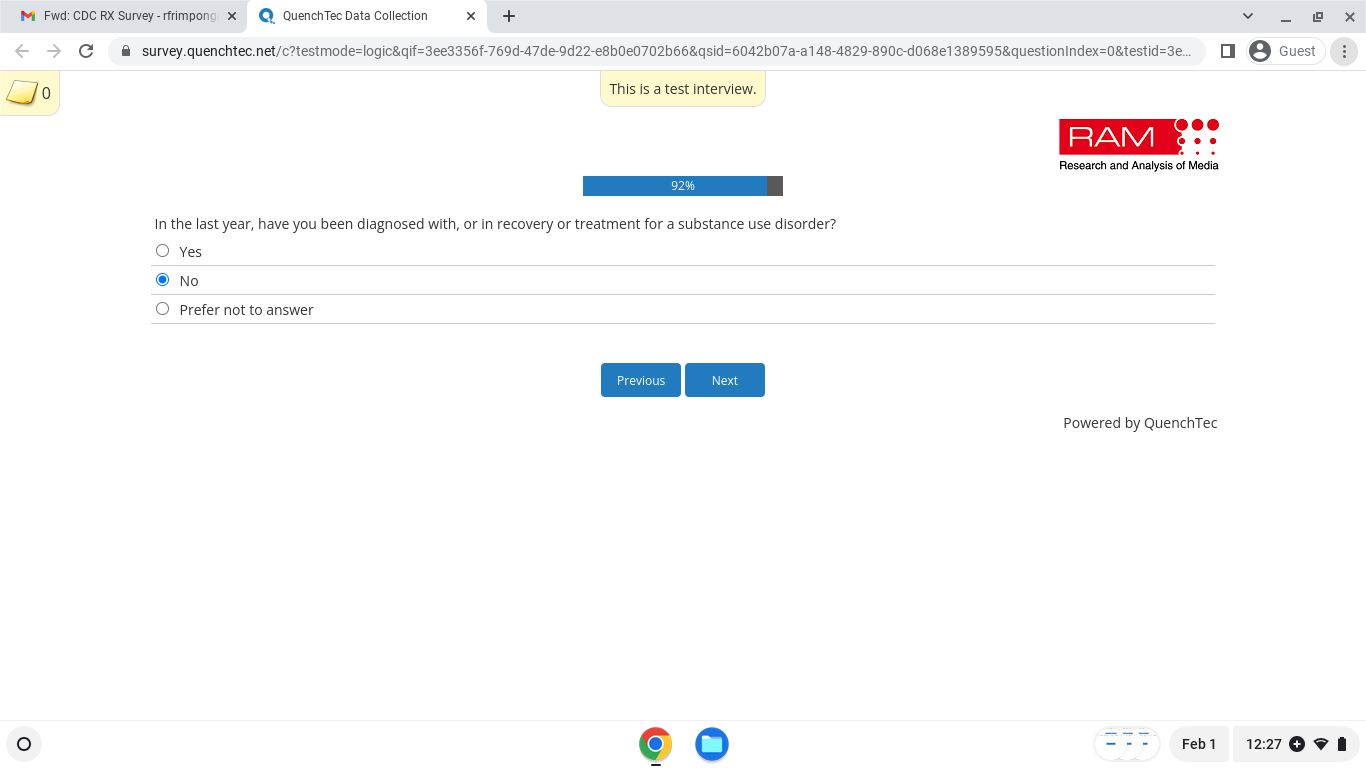 Fwd: CDC RX Survey - rfrimpong
QuenchTec Data Collection
survey.quenchtec.net/c?testmode=logic&qif=3ee3356f-769d-47de-9d22-e8b0e0702b66&qsid=6042b07a-a148-4829-890c-d068e1389595&questionIndex=0&testid=3e...
Guest
0
This is a test interview.
RAM
Research and Analysis of Media
92%
In the last year, have you been diagnosed with, or in recovery or treatment for a substance use disorder?
Yes
No
Prefer not to answer
Previous
Next
Powered by QuenchTec
Feb 1
12:27